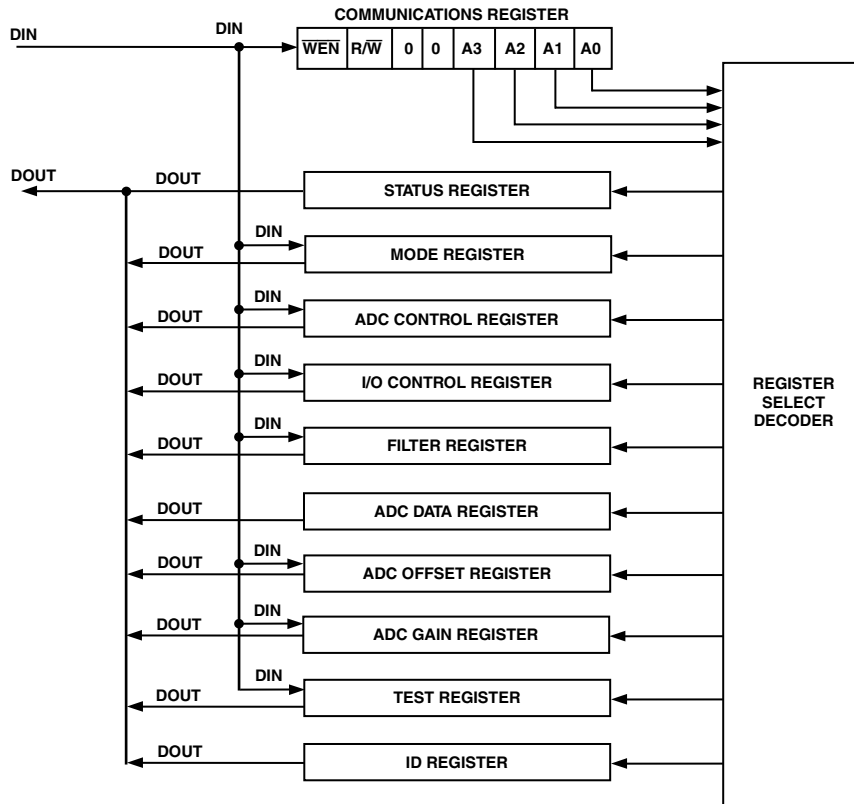 COMMUNICATIONS REGISTER
DIN
DIN
WEN R/W 0 0 A3 A2 A1 A0
DOUT
DOUT
STATUS REGISTER
DIN
DOUT
MODE REGISTER
DIN
DOUT
ADC CONTROL REGISTER
DIN
DOUT
I/O CONTROL REGISTER
REGISTER
SELECT
DECODER
DIN
DOUT
FILTER REGISTER
DOUT
ADC DATA REGISTER
DIN
DOUT
ADC OFFSET REGISTER
DIN
DOUT
ADC GAIN REGISTER
DIN
DOUT
TEST REGISTER
DOUT
ID REGISTER